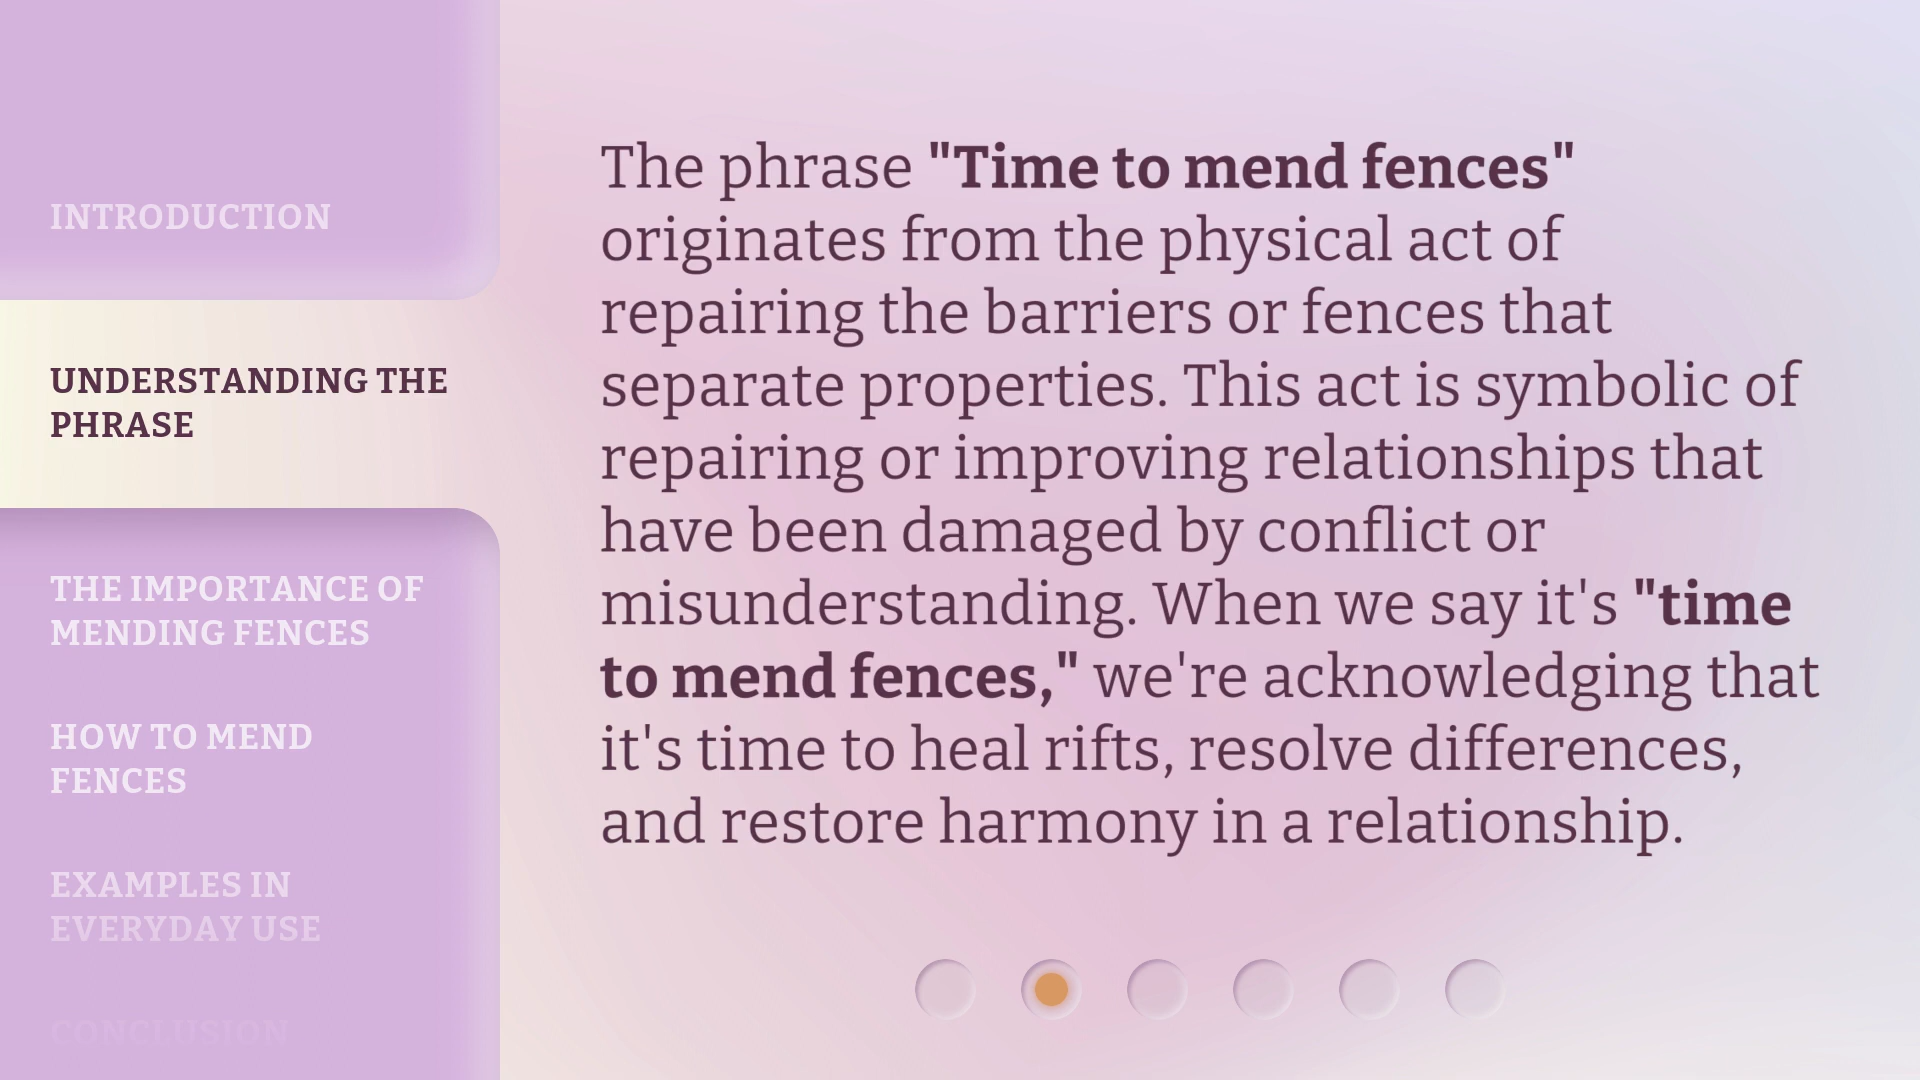 INTRODUCTION
UNDERSTANDING THE
PHRASE
THE IMPORTANCE OF
MENDING FENCES
HOW TO MEND
FENCES
EXAMPLES IN
EVERYDAY USE
CONCLUSION
The phrase "Time to mend fences"
originates from the physical act of
repairing the barriers or fences that
separate properties. This act is symbolic of
repairing or improving relationships that
have been damaged by conflict or
misunderstanding. When we say it's "time
to mend fences," we're acknowledging that
it's time to heal rifts, resolve differences,
and restore harmony in a relationship.